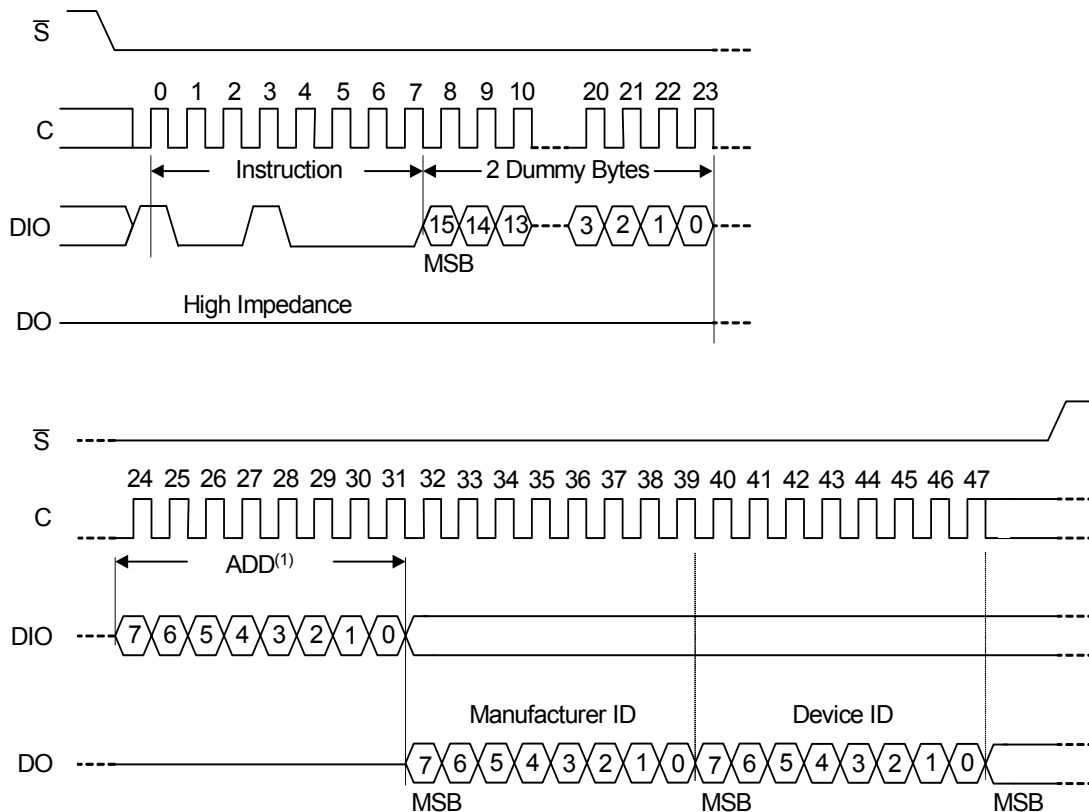 S̅
0 1 2 3 4 5 6 7 8 9 10 20 21 22 23
C
Instruction 2 Dummy Bytes
DIO 15 14 13 3 2 1 0
MSB
High Impedance
DO
S̅
24 25 26 27 28 29 30 31 32 33 34 35 36 37 38 39 40 41 42 43 44 45 46 47
C
ADD(1)
DIO 7 6 5 4 3 2 1 0
Manufacturer ID Device ID
DO 7 6 5 4 3 2 1 0 7 6 5 4 3 2 1 0
MSB MSB MSB